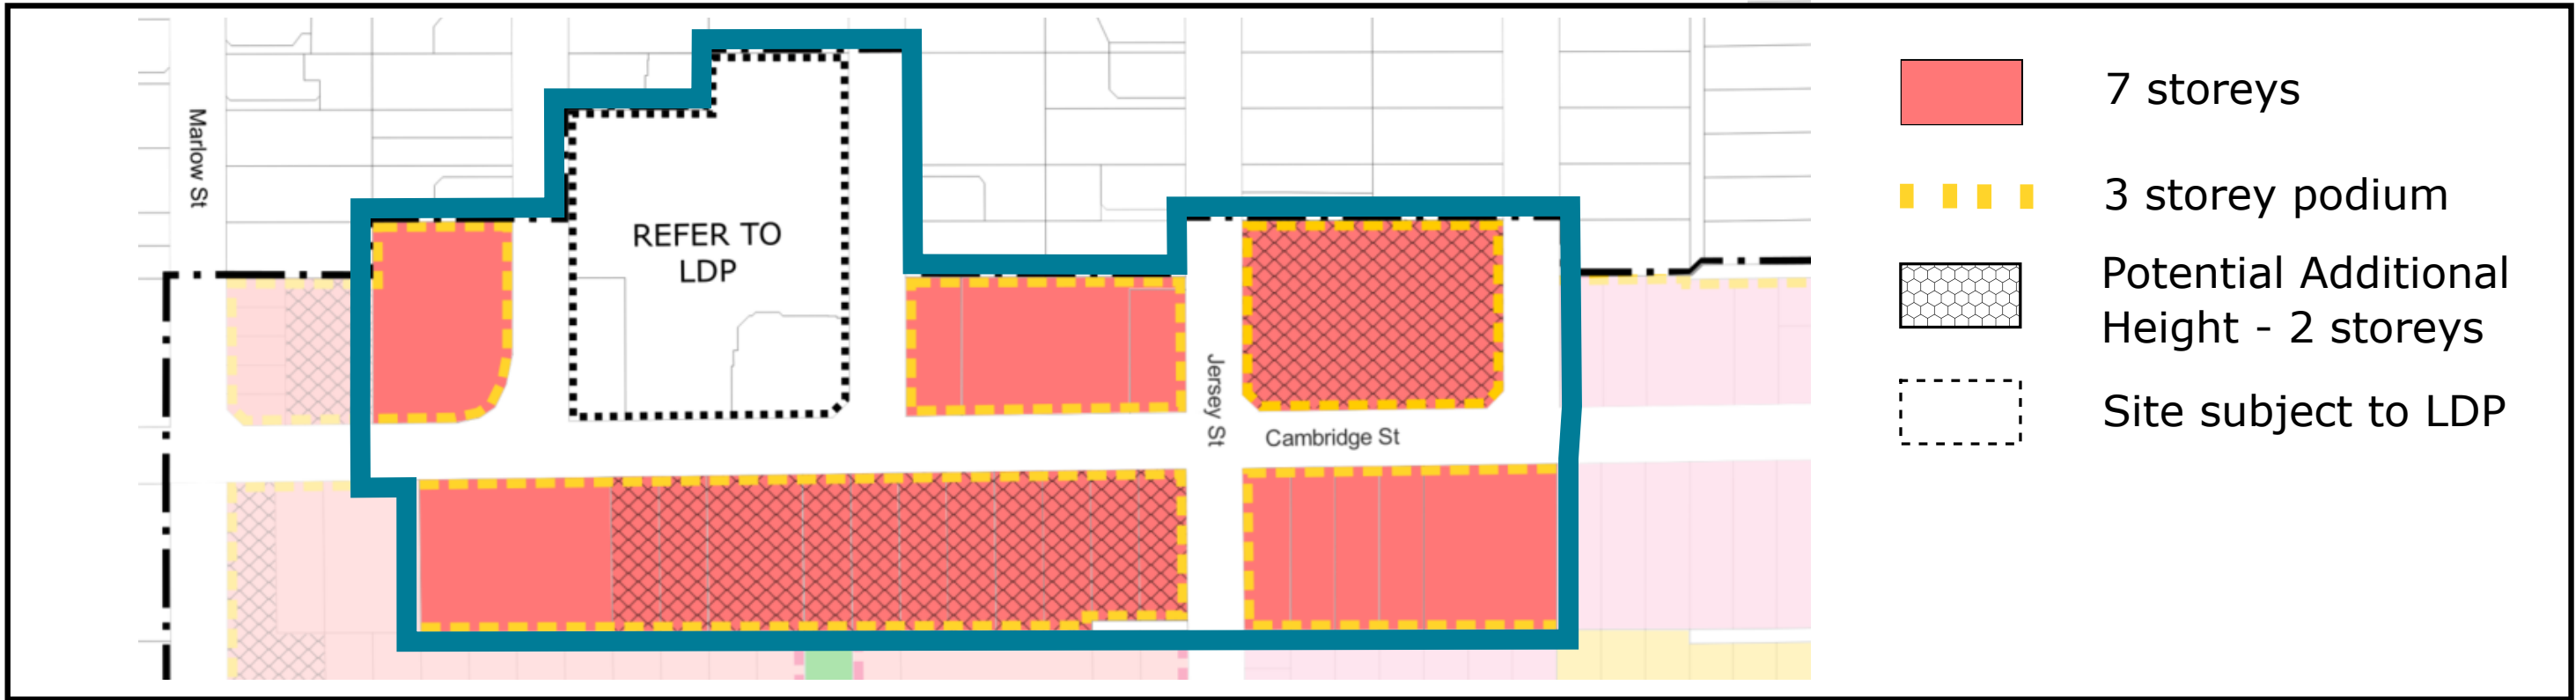 Marlow St
REFER TO
LDP
Jersey St
Cambridge St
7 storeys
3 storey podium
Potential Additional
Height - 2 storeys
Site subject to LDP